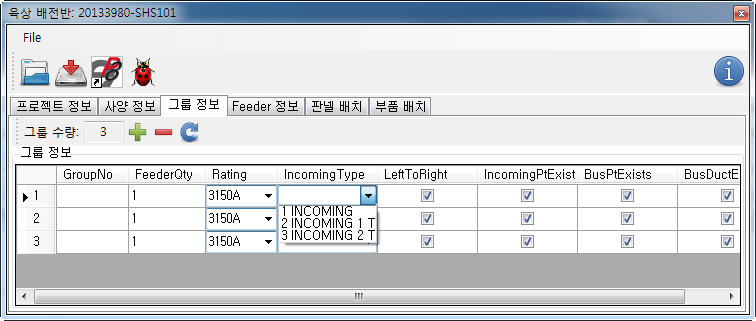 육상 배전반: 20133980-SHS101
File
프로젝트 정보 사양 정보 그룹 정보 Feeder 정보 판넬 배치 부품 배치
그룹 수량: 3
그룹 정보
GroupNo FeederQty Rating IncomingType LeftToRight IncomingPtExist BusPtExists BusDuctE
1 1 3150A
2 1 3150A
3 1 3150A
1 INCOMING
2 INCOMING 1 T
3 INCOMING 2 T